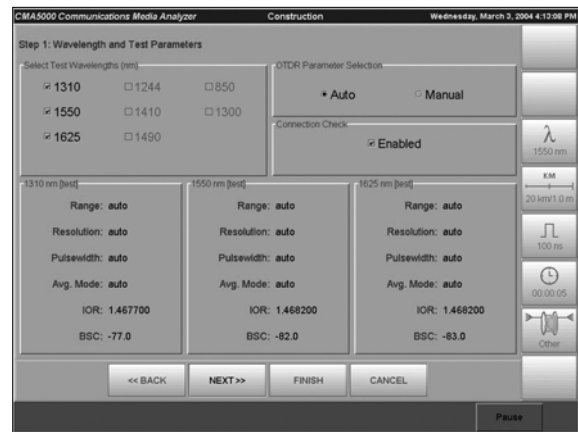 CMA5000 Communications Media Analyzer Construction Wednesday, March 3, 2004 4:13:08 PM
Step 1: Wavelength and Test Parameters
Select Test Wavelengths (nm)
1310 1244 850
1550 1410 1300
1625 1490
OTDR Parameter Selection
Auto Manual
Connection Check
Enabled
1310 nm [test]
Range: auto
Resolution: auto
Pulsewidth: auto
Avg. Mode: auto
IOR: 1.467700
BSC: -77.0
1550 nm [test]
Range: auto
Resolution: auto
Pulsewidth: auto
Avg. Mode: auto
IOR: 1.468200
BSC: -82.0
1625 nm [test]
Range: auto
Resolution: auto
Pulsewidth: auto
Avg. Mode: auto
IOR: 1.468200
BSC: -83.0
λ
1550 nm
KM
20 km/1.0 m
100 ns
00:00:05
Other
<< BACK NEXT >> FINISH CANCEL
Pause